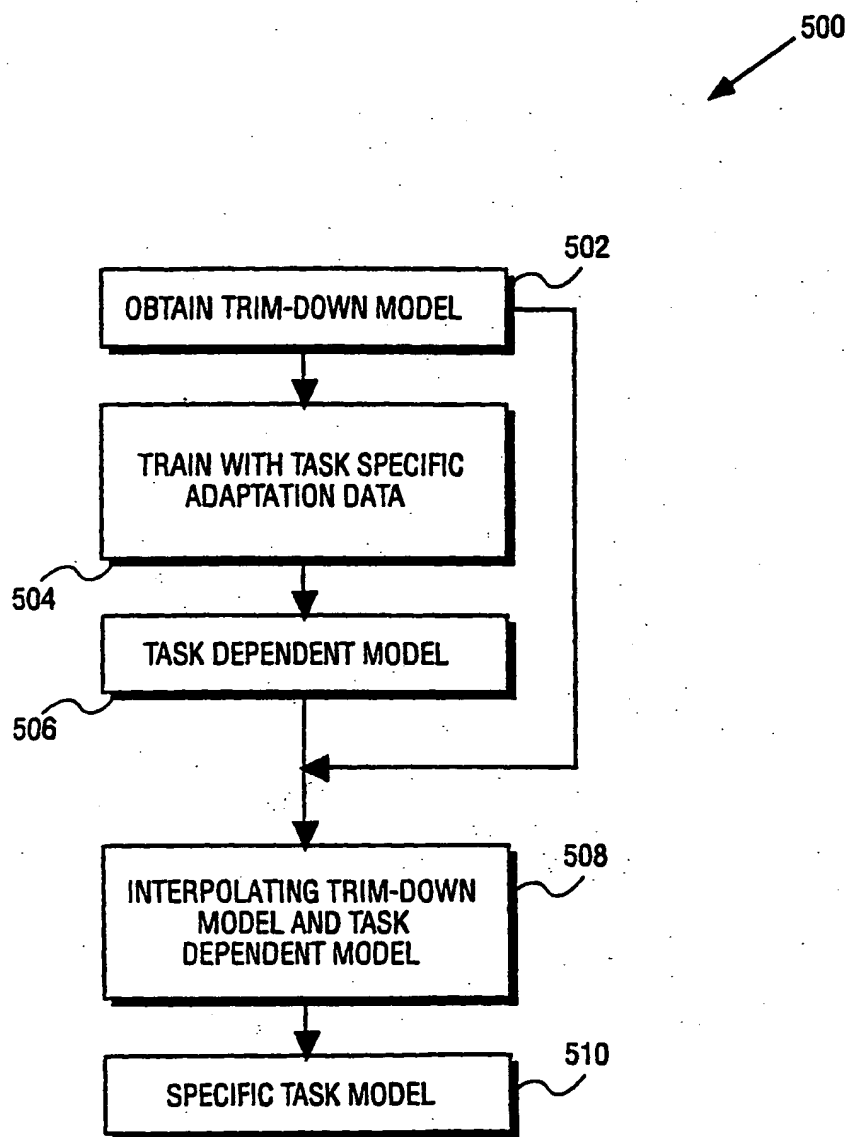 500
502
OBTAIN TRIM-DOWN MODEL
TRAIN WITH TASK SPECIFIC
ADAPTATION DATA
504
TASK DEPENDENT MODEL
506
508
INTERPOLATING TRIM-DOWN
MODEL AND TASK
DEPENDENT MODEL
510
SPECIFIC TASK MODEL